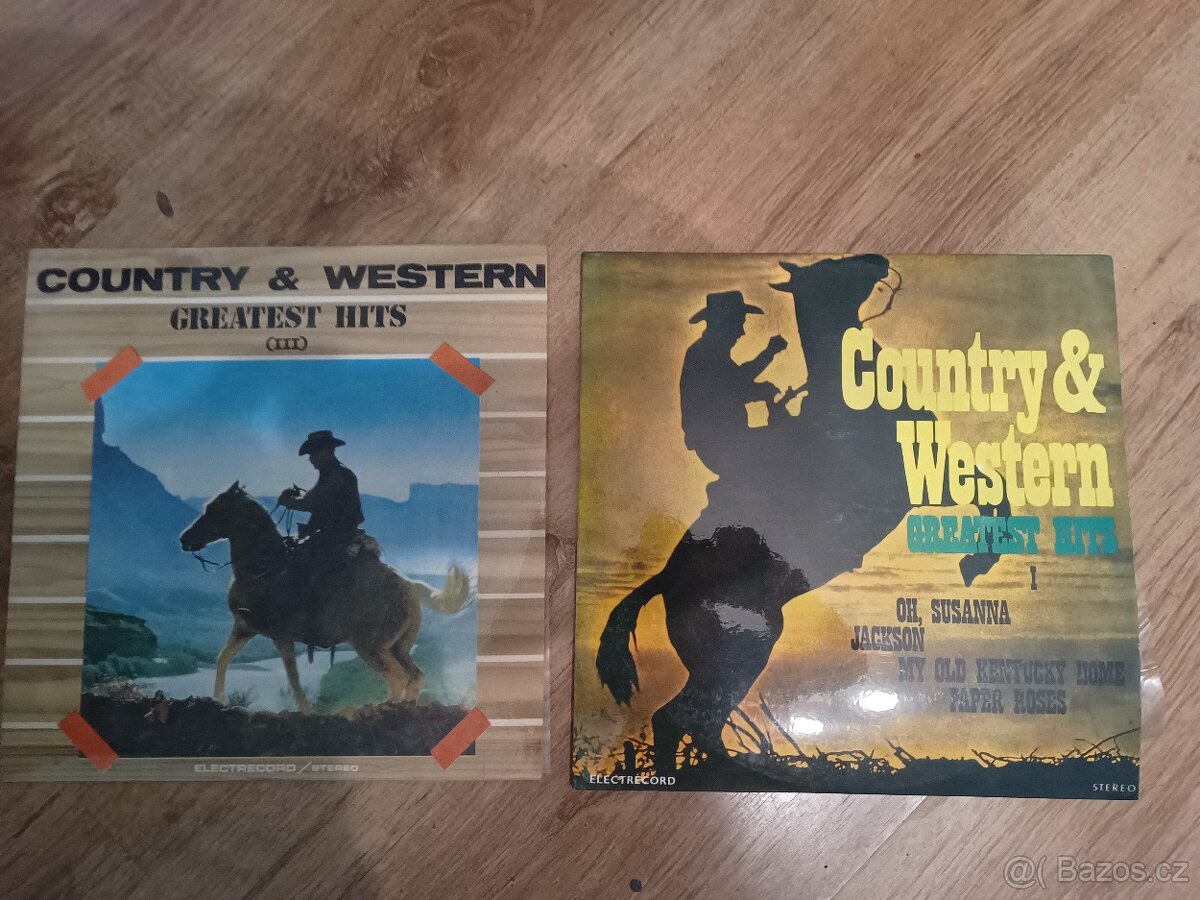 COUNTRY & WESTERN
GREATEST HITS
(III)
ELECTRECORD / STEREO
Country &
Western
GREATEST HITS
I
OH, SUSANNA
JACKSON
MY OLD KENTUCKY HOME
PAPER ROSES
ELECTRECORD
STEREO
@( Bazos.cz